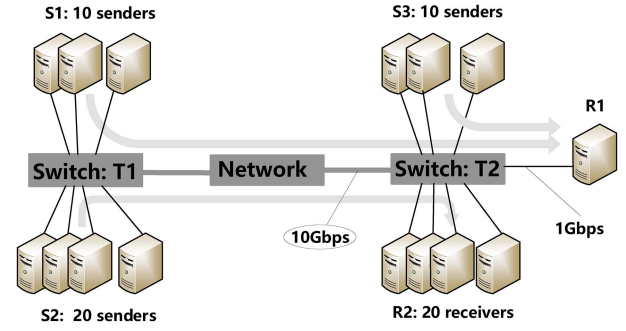 S1: 10 senders
S3: 10 senders
R1
Switch: T1
Network
Switch: T2
10Gbps
1Gbps
S2: 20 senders
R2: 20 receivers